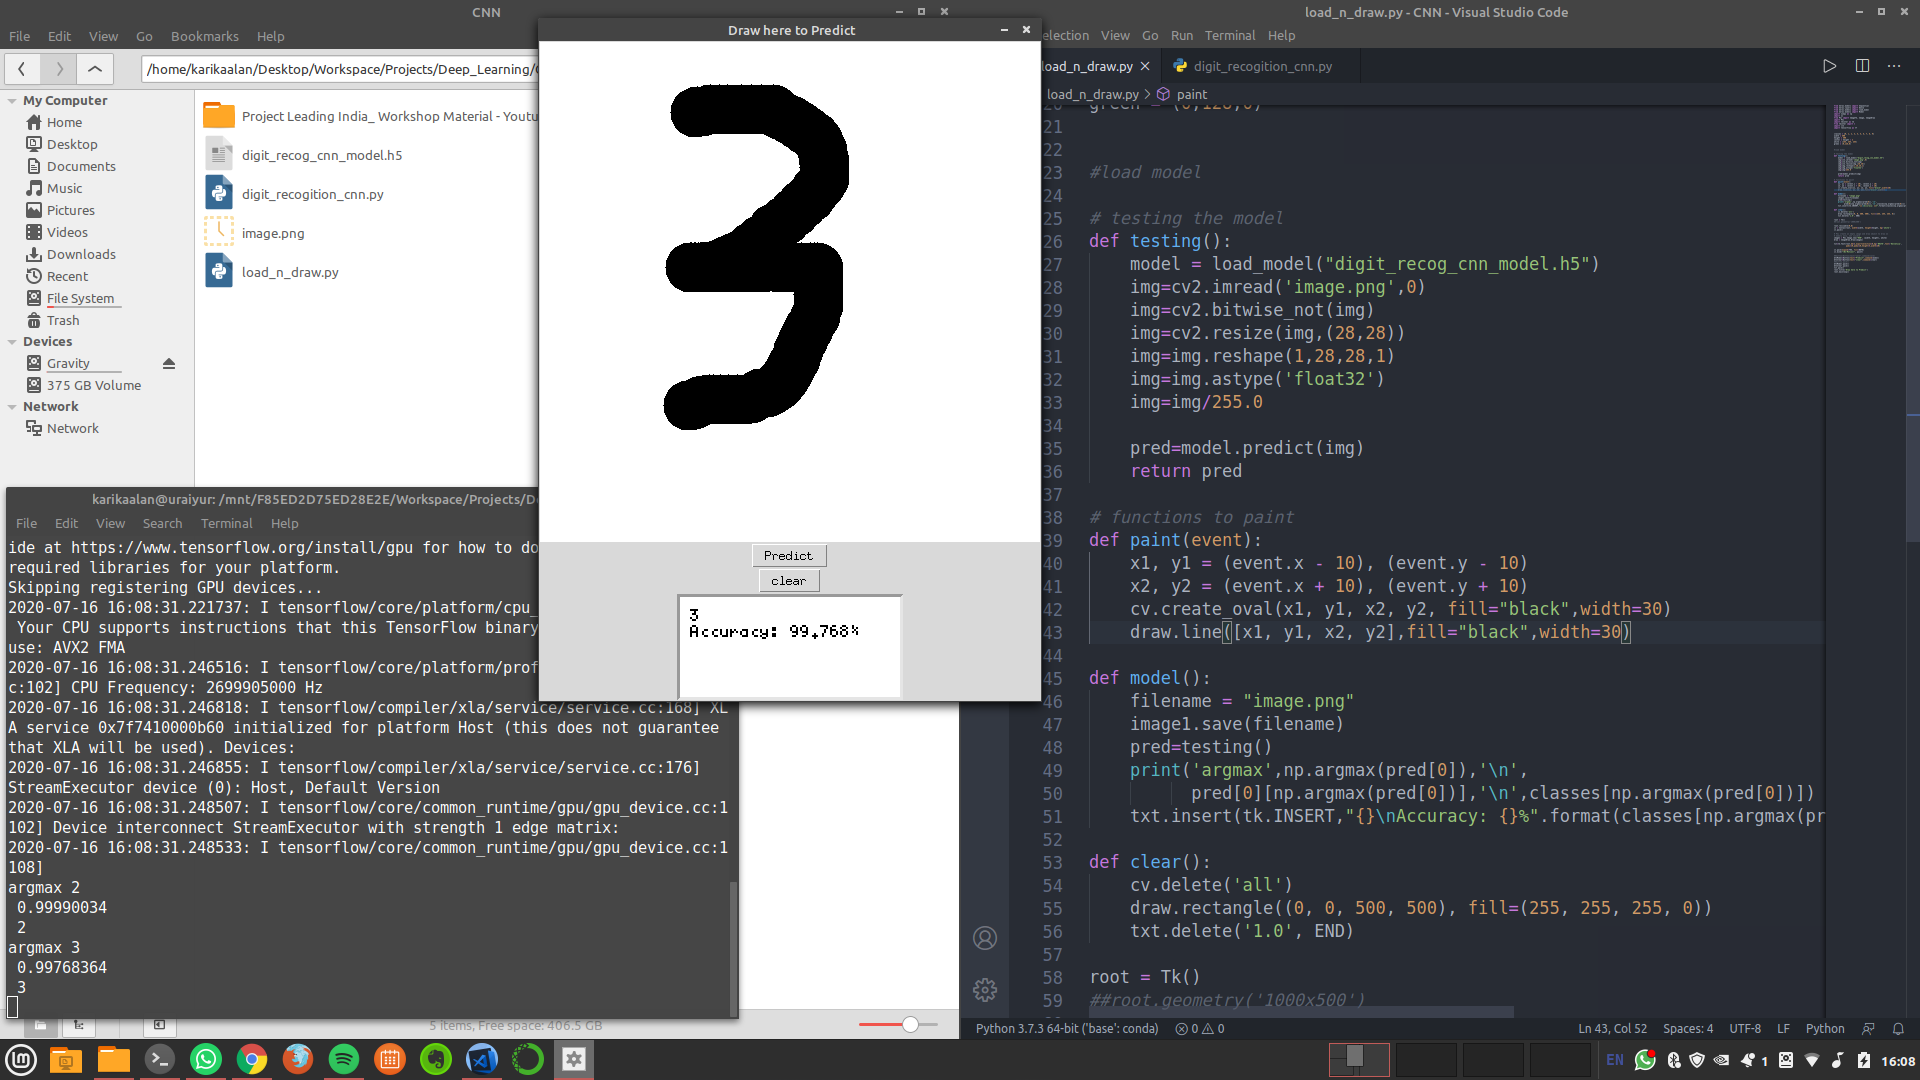 CNN
File Edit View Go Bookmarks Help
/home/karikaalan/Desktop/Workspace/Projects/Deep_Learning/
My Computer
Home
Desktop
Documents
Music
Pictures
Videos
Downloads
Recent
File System
Trash
Devices
Gravity
375 GB Volume
Network
Network
Project Leading India_ Workshop Material - Youtu
digit_recog_cnn_model.h5
digit_recogition_cnn.py
image.png
load_n_draw.py
5 items, Free space: 406.5 GB
karikaalan@uraiyur: /mnt/F85ED2D75ED28E2E/Workspace/Projects/D
File Edit View Search Terminal Help
ide at https://www.tensorflow.org/install/gpu for how to do
required libraries for your platform.
Skipping registering GPU devices...
2020-07-16 16:08:31.221737: I tensorflow/core/platform/cpu_
Your CPU supports instructions that this TensorFlow binary
use: AVX2 FMA
2020-07-16 16:08:31.246516: I tensorflow/core/platform/prof
c:102] CPU Frequency: 2699905000 Hz
2020-07-16 16:08:31.246818: I tensorflow/compiler/xla/service/service.cc:168] XL
A service 0x7f7410000b60 initialized for platform Host (this does not guarantee
that XLA will be used). Devices:
2020-07-16 16:08:31.246855: I tensorflow/compiler/xla/service/service.cc:176]
StreamExecutor device (0): Host, Default Version
2020-07-16 16:08:31.248507: I tensorflow/core/common_runtime/gpu/gpu_device.cc:1
102] Device interconnect StreamExecutor with strength 1 edge matrix:
2020-07-16 16:08:31.248533: I tensorflow/core/common_runtime/gpu/gpu_device.cc:1
108]
argmax 2
0.99990034
2
argmax 3
0.99768364
3
Draw here to Predict
3
Predict
clear
3
Accuracy: 99.768%
load_n_draw.py - CNN - Visual Studio Code
election View Go Run Terminal Help
load_n_draw.py digit_recogition_cnn.py
load_n_draw.py > paint
20 green = (0,128,0)
21
22
23 #load model
24
25 # testing the model
26 def testing():
27 model = load_model("digit_recog_cnn_model.h5")
28 img=cv2.imread('image.png',0)
29 img=cv2.bitwise_not(img)
30 img=cv2.resize(img,(28,28))
31 img=img.reshape(1,28,28,1)
32 img=img.astype('float32')
33 img=img/255.0
34
35 pred=model.predict(img)
36 return pred
37
38 # functions to paint
39 def paint(event):
40 x1, y1 = (event.x - 10), (event.y - 10)
41 x2, y2 = (event.x + 10), (event.y + 10)
42 cv.create_oval(x1, y1, x2, y2, fill="black",width=30)
43 draw.line([x1, y1, x2, y2],fill="black",width=30)
44
45 def model():
46 filename = "image.png"
47 image1.save(filename)
48 pred=testing()
49 print('argmax',np.argmax(pred[0]),'\n',
50 pred[0][np.argmax(pred[0])],'\n',classes[np.argmax(pred[0])])
51 txt.insert(tk.INSERT,"{}\nAccuracy: {}%".format(classes[np.argmax(pr
52
53 def clear():
54 cv.delete('all')
55 draw.rectangle((0, 0, 500, 500), fill=(255, 255, 255, 0))
56 txt.delete('1.0', END)
57
58 root = Tk()
59 ##root.geometry('1000x500')
Python 3.7.3 64-bit ('base': conda) 0 0 Ln 43, Col 52 Spaces: 4 UTF-8 LF Python
EN 1 16:08